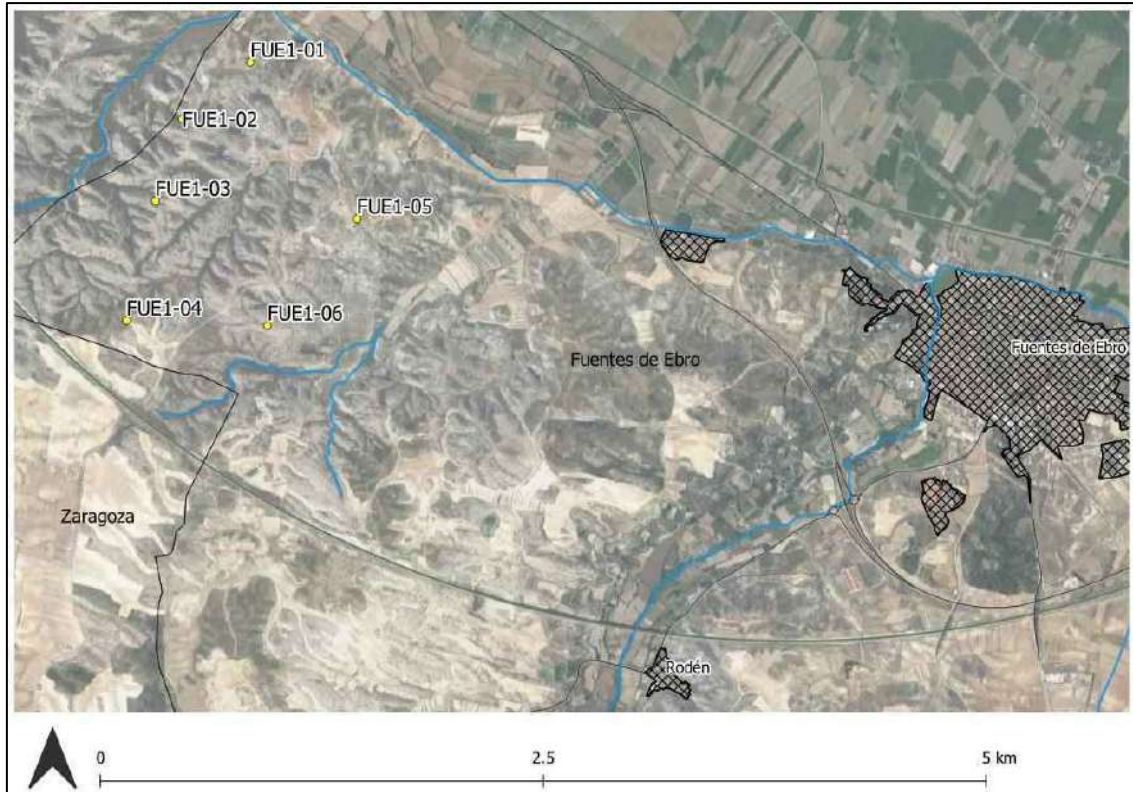 FUE1-01
FUE1-02
FUE1-03
FUE1-05
FUE1-04
FUE1-06
Fuentes de Ebro
Fuentes de Ebro
Zaragoza
Rodén
0
2.5
5 km